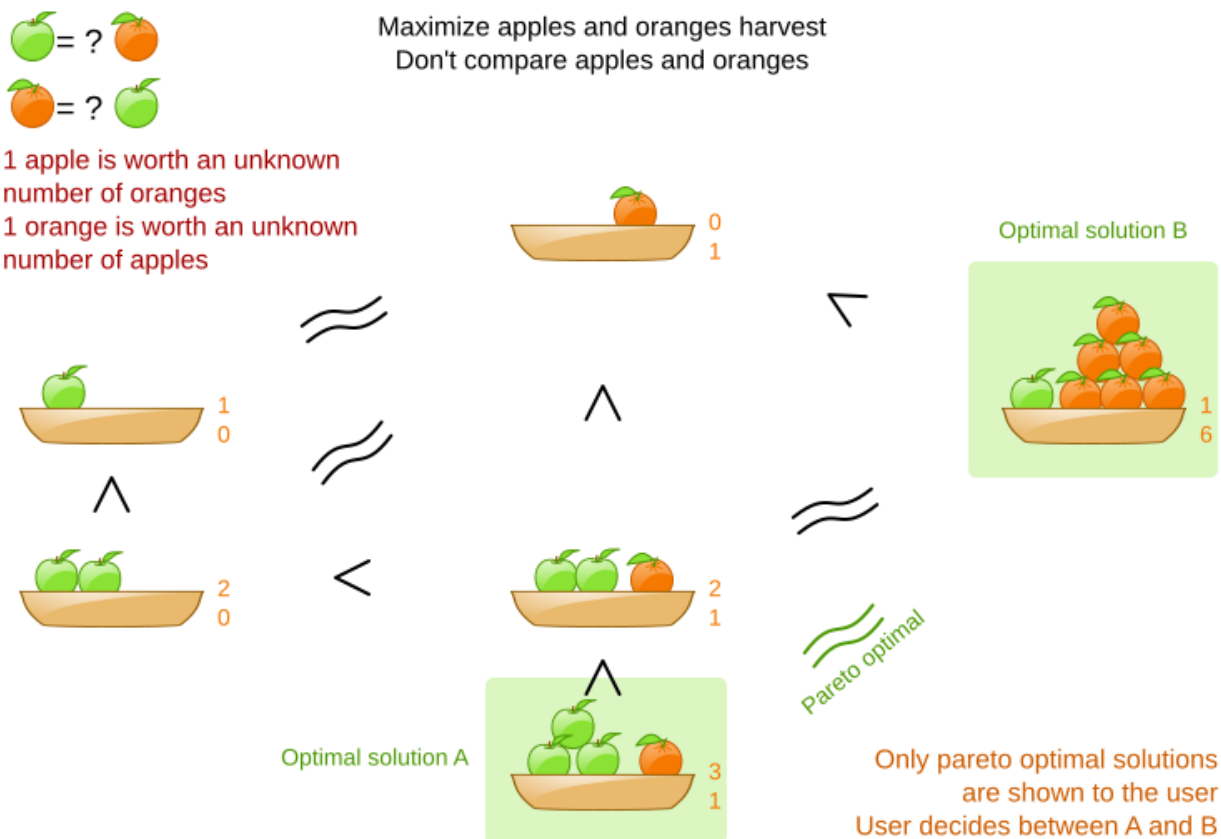 Maximize apples and oranges harvest
Don't compare apples and oranges
= ?
= ?
1 apple is worth an unknown
number of oranges
1 orange is worth an unknown
number of apples
0
1
Optimal solution B
≈
<
1
0
≈
<
1
6
<
≈
2
0
<
2
1
≈
Pareto optimal
<
Optimal solution A
3
1
Only pareto optimal solutions
are shown to the user
User decides between A and B